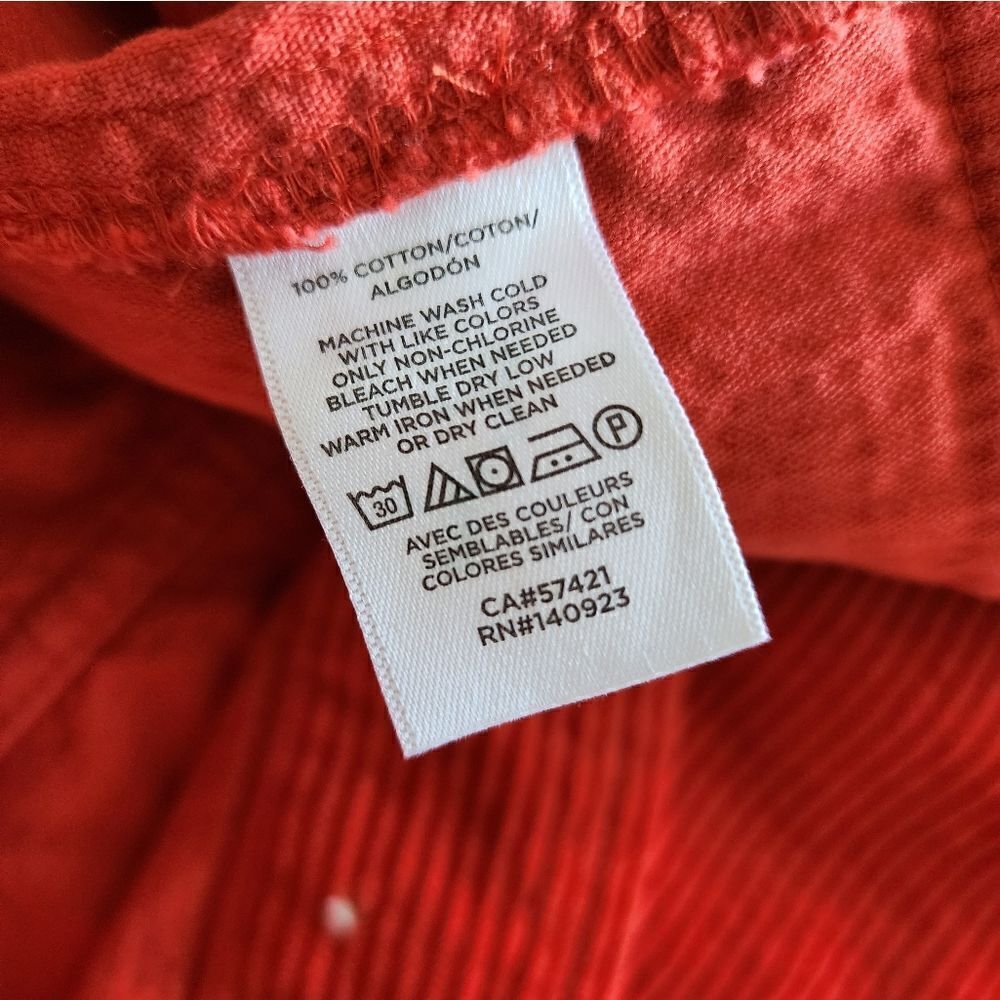 100% COTTON/COTON/
ALGODÓN
MACHINE WASH COLD
WITH LIKE COLORS
ONLY NON-CHLORINE
BLEACH WHEN NEEDED
TUMBLE DRY LOW
WARM IRON WHEN NEEDED
OR DRY CLEAN
30 P
AVEC DES COULEURS
SEMBLABLES/ CON
COLORES SIMILARES
CA#57421
RN#140923